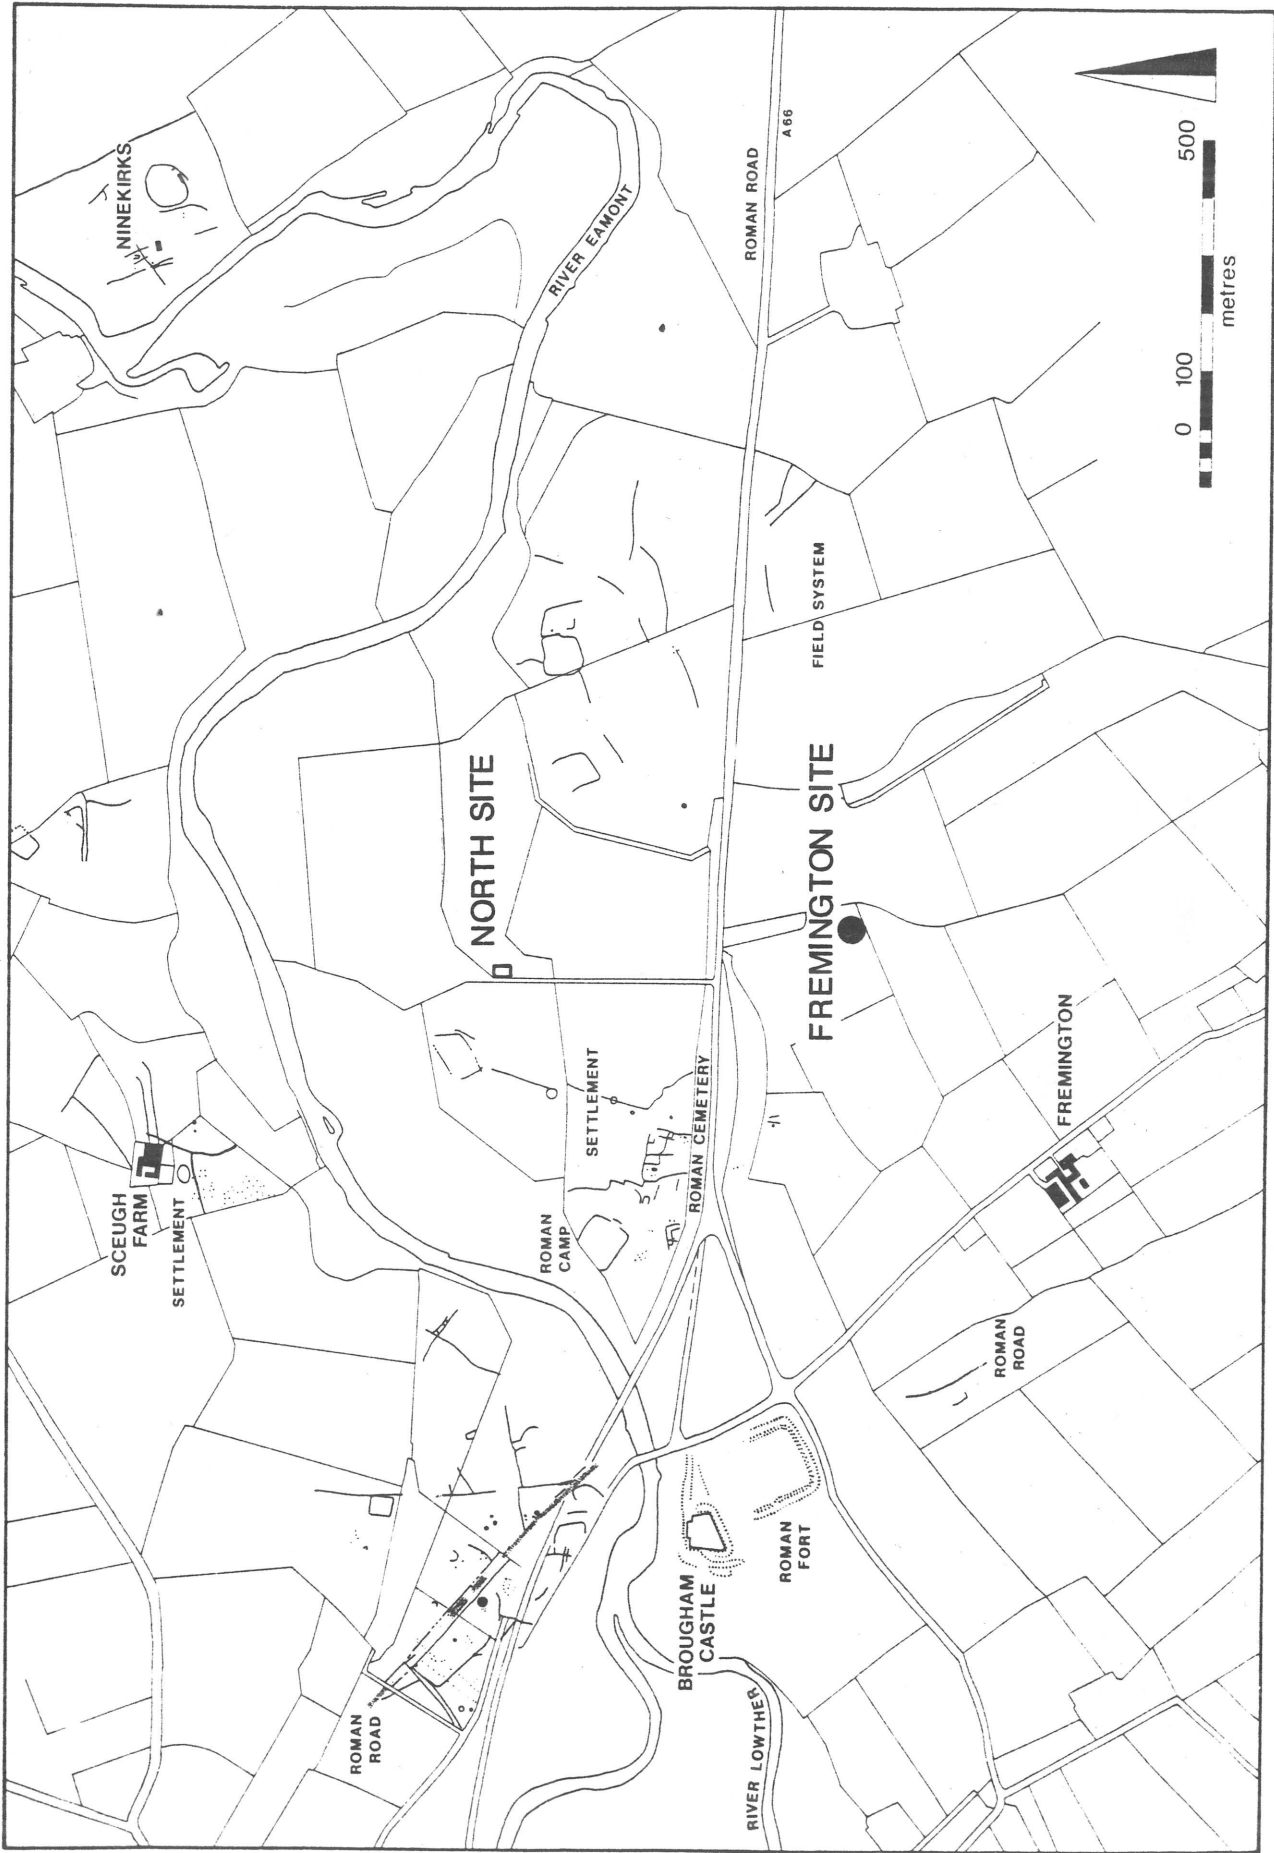 NINEKIRKS
RIVER EAMONT
ROMAN ROAD
A 66
SCEUGH
FARM
SETTLEMENT
NORTH SITE
ROMAN
CAMP
SETTLEMENT
ROMAN CEMETERY
FIELD SYSTEM
FREMINGTON SITE
ROMAN
ROAD
BROUGHAM
CASTLE
ROMAN
FORT
RIVER LOWTHER
ROMAN
ROAD
FREMINGTON
0 100 500
metres